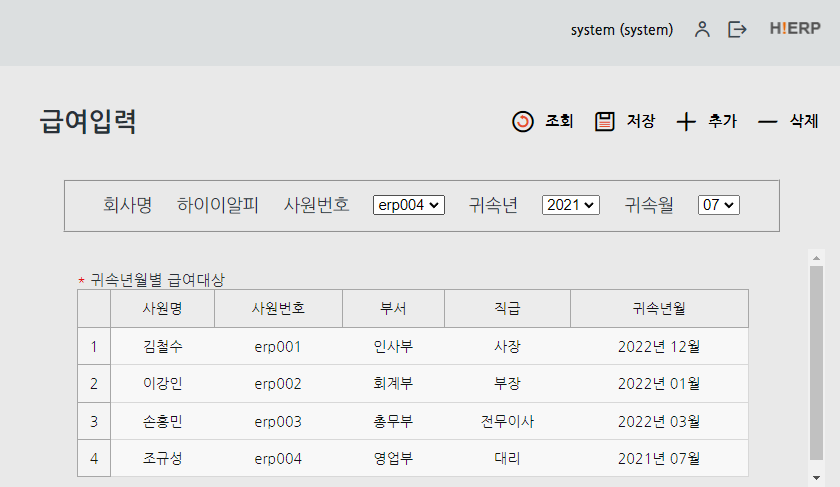 system (system) H!ERP
급여입력 조회 저장 추가 삭제
회사명 하이이알피 사원번호 erp004 귀속년 2021 귀속월 07
* 귀속년월별 급여대상
사원명 사원번호 부서 직급 귀속년월
1 김철수 erp001 인사부 사장 2022년 12월
2 이강인 erp002 회계부 부장 2022년 01월
3 손흥민 erp003 총무부 전무이사 2022년 03월
4 조규성 erp004 영업부 대리 2021년 07월